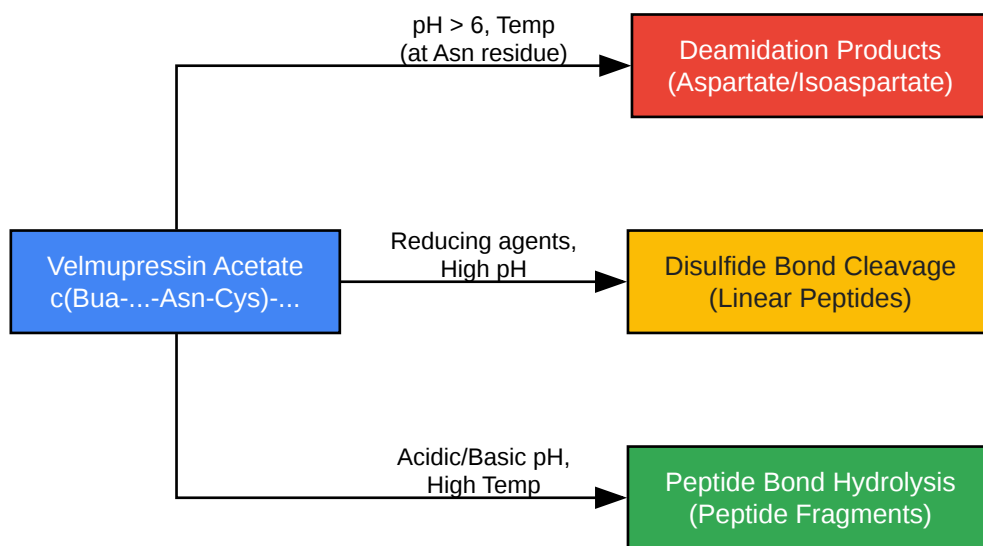 pH > 6, Temp
(at Asn residue)
Deamidation Products
(Aspartate/Isoaspartate)
Velmupressin Acetate
c(Bua-...-Asn-Cys)-...
Reducing agents,
High pH
Disulfide Bond Cleavage
(Linear Peptides)
Acidic/Basic pH,
High Temp
Peptide Bond Hydrolysis
(Peptide Fragments)